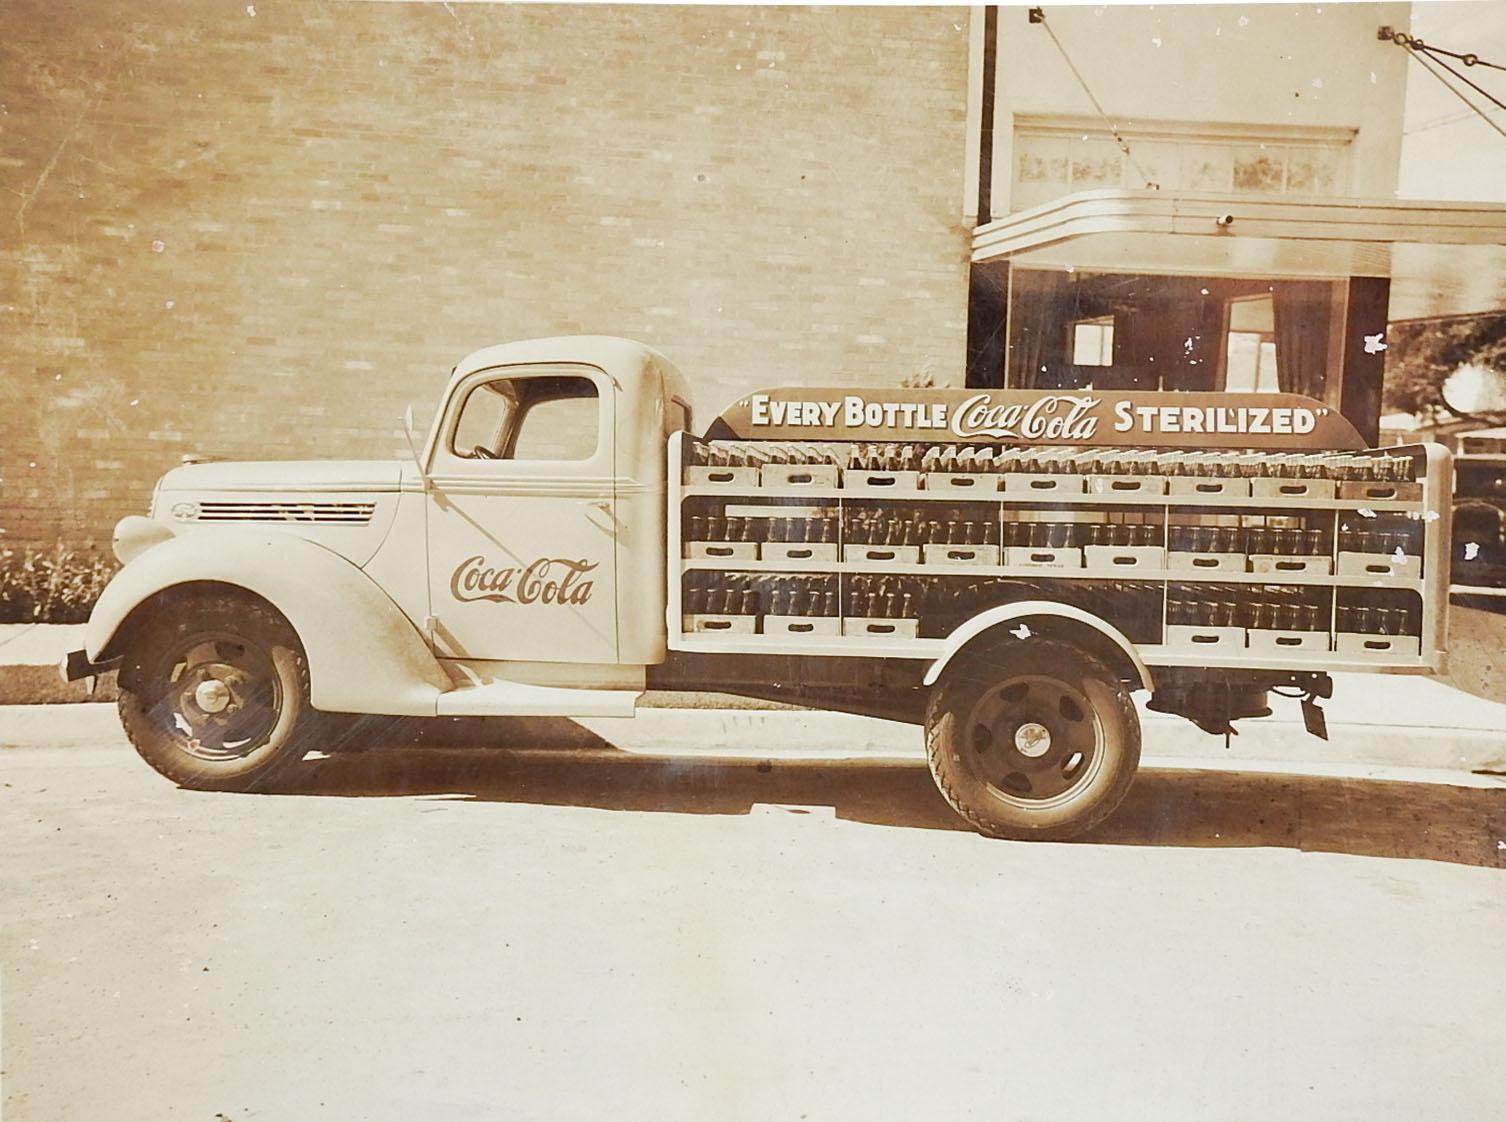 "EVERY BOTTLE Coca-Cola STERILIZED"
Coca-Cola